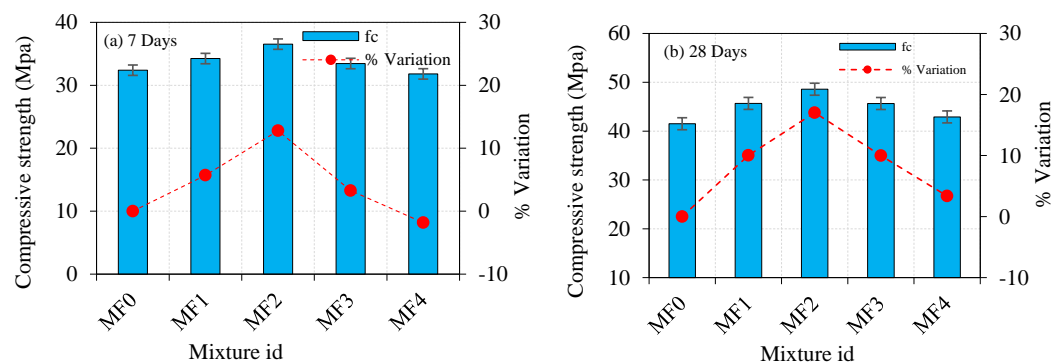 (a) 7 Days
fc
% Variation
Compressive strength (Mpa)
40
30
20
10
0
30
20
10
0
-10
% Variation
MF0
MF1
MF2
MF3
MF4
Mixture id
(b) 28 Days
fc
% Variation
Compressive strength (Mpa)
60
50
40
30
20
10
30
20
10
0
-10
% Variation
MF0
MF1
MF2
MF3
MF4
Mixture id